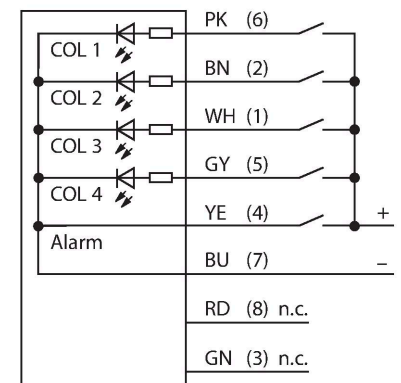 PK (6)
COL 1
BN (2)
COL 2
WH (1)
COL 3
GY (5)
COL 4
YE (4)
+
Alarm
BU (7)
–
RD (8) n.c.
GN (3) n.c.